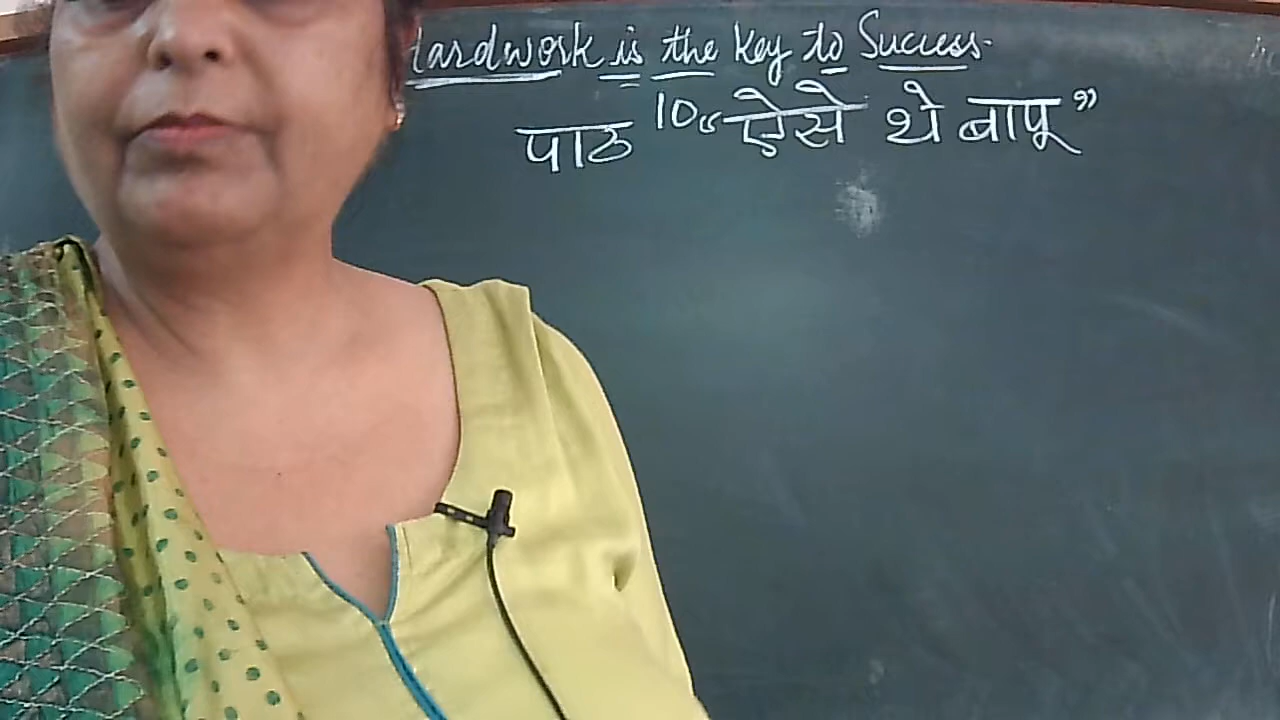 Hardwork is the Key to Success.
पाठ 10 "ऐसे थे बापू"